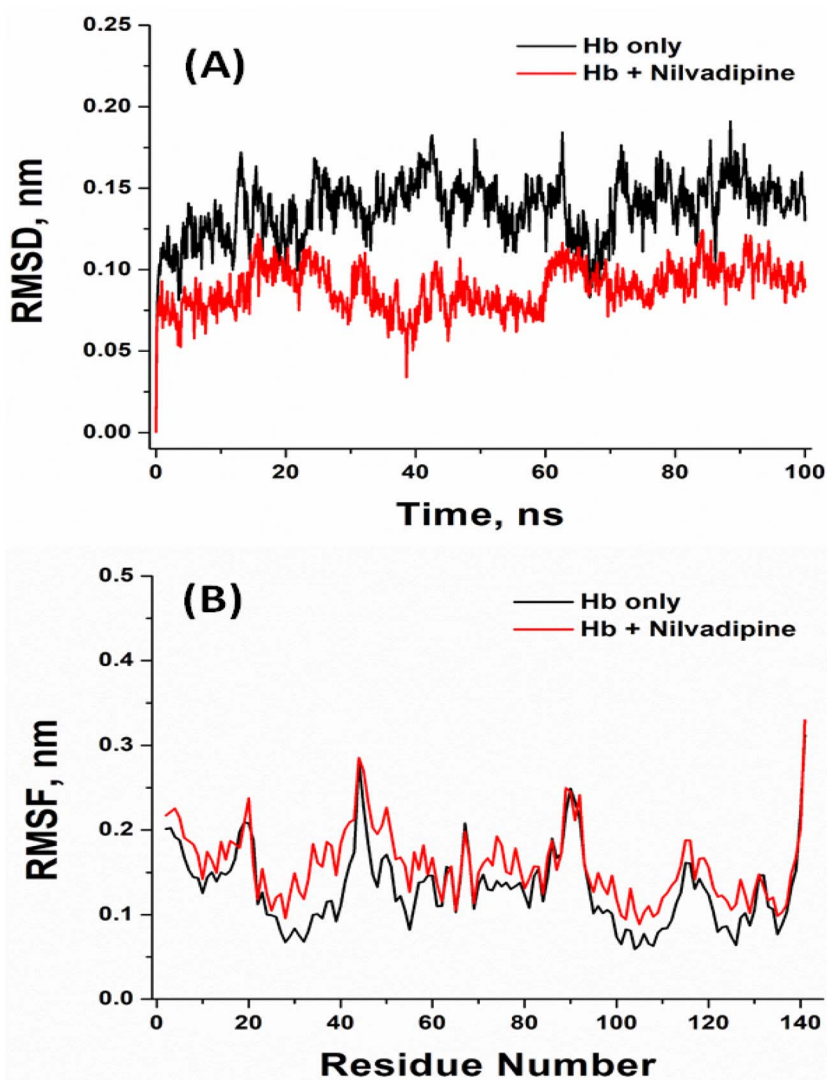 (A)
Hb only
Hb + Nilvadipine
RMSD, nm
0.25
0.20
0.15
0.10
0.05
0.00
0 20 40 60 80 100
Time, ns
(B)
Hb only
Hb + Nilvadipine
RMSF, nm
0.5
0.4
0.3
0.2
0.1
0.0
0 20 40 60 80 100 120 140
Residue Number